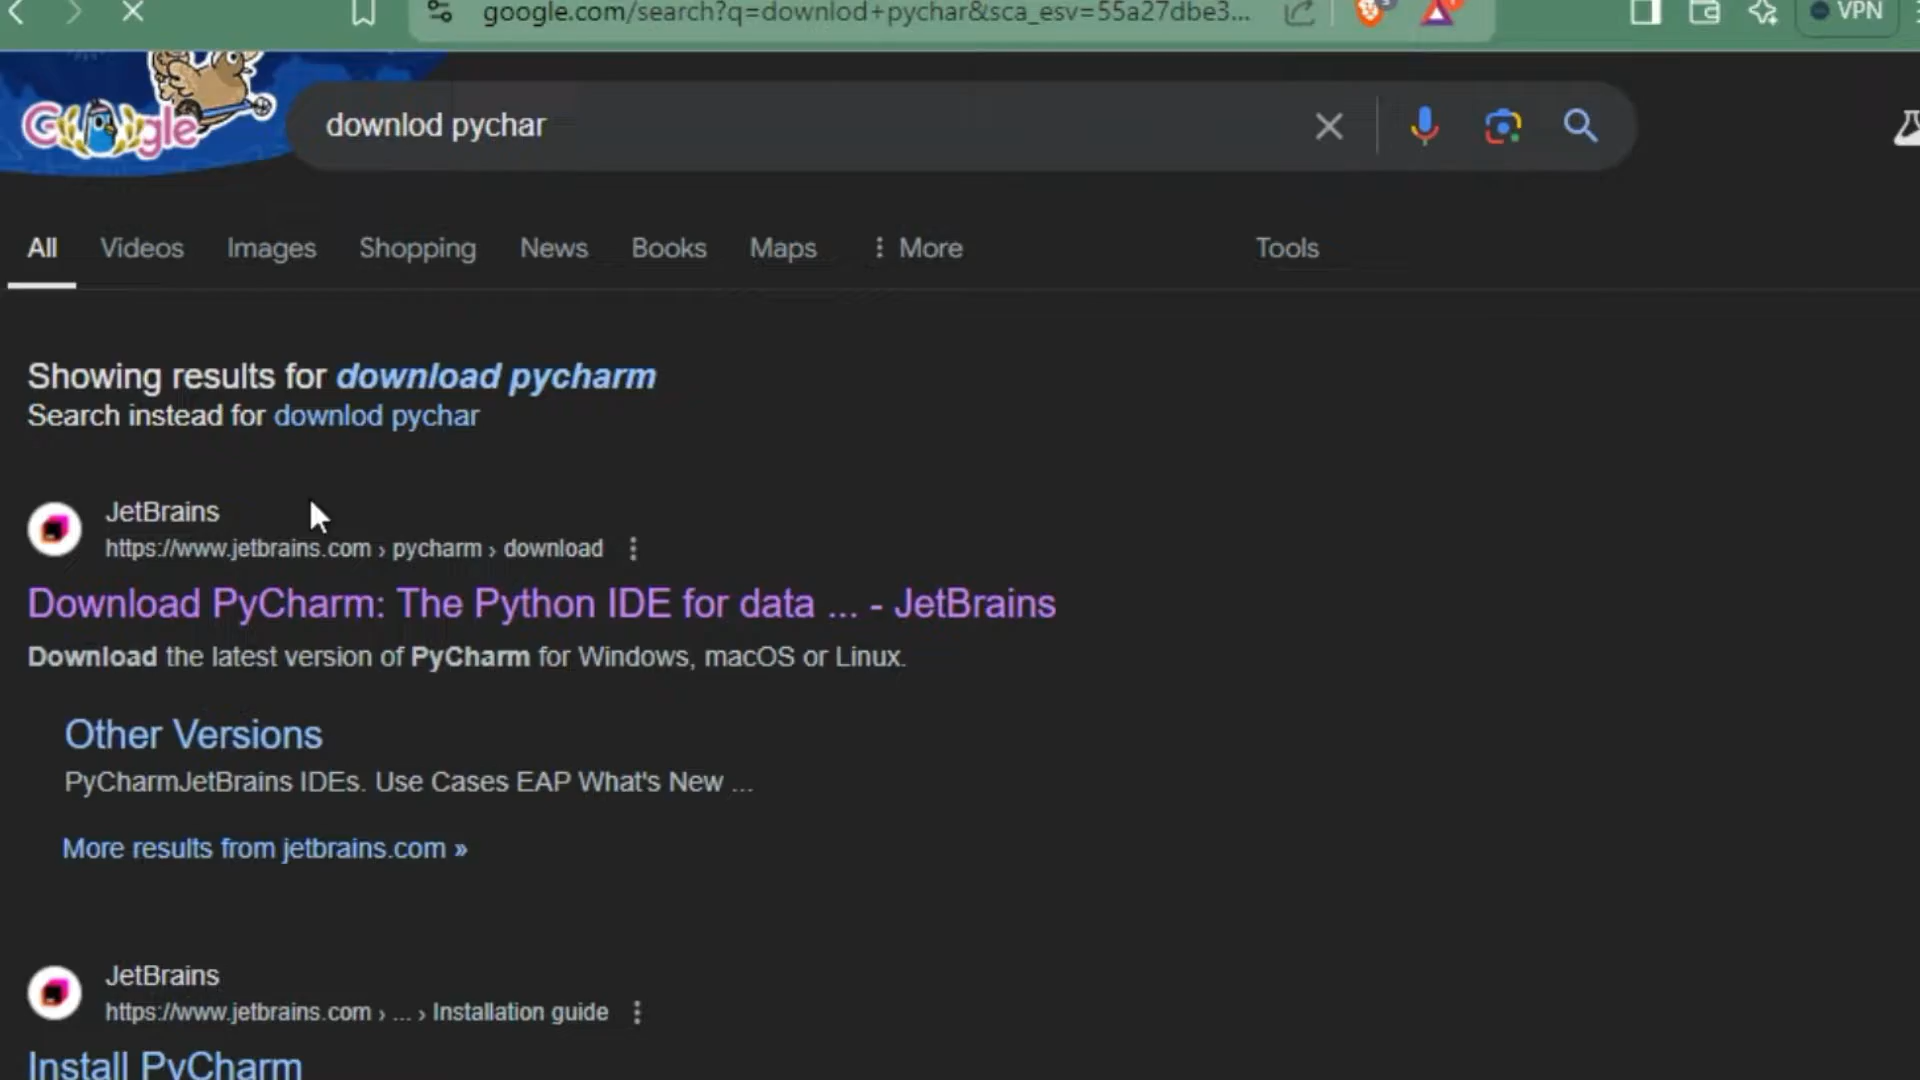 google.com/search?q=downlod+pychar&sca_esv=55a27dbe3...
VPN
Google
downlod pychar
All Videos Images Shopping News Books Maps More Tools
Showing results for download pycharm
Search instead for downlod pychar
JetBrains
https://www.jetbrains.com › pycharm › download
Download PyCharm: The Python IDE for data ... - JetBrains
Download the latest version of PyCharm for Windows, macOS or Linux.
Other Versions
PyCharmJetBrains IDEs. Use Cases EAP What's New ...
More results from jetbrains.com »
JetBrains
https://www.jetbrains.com › ... › Installation guide
Install PyCharm